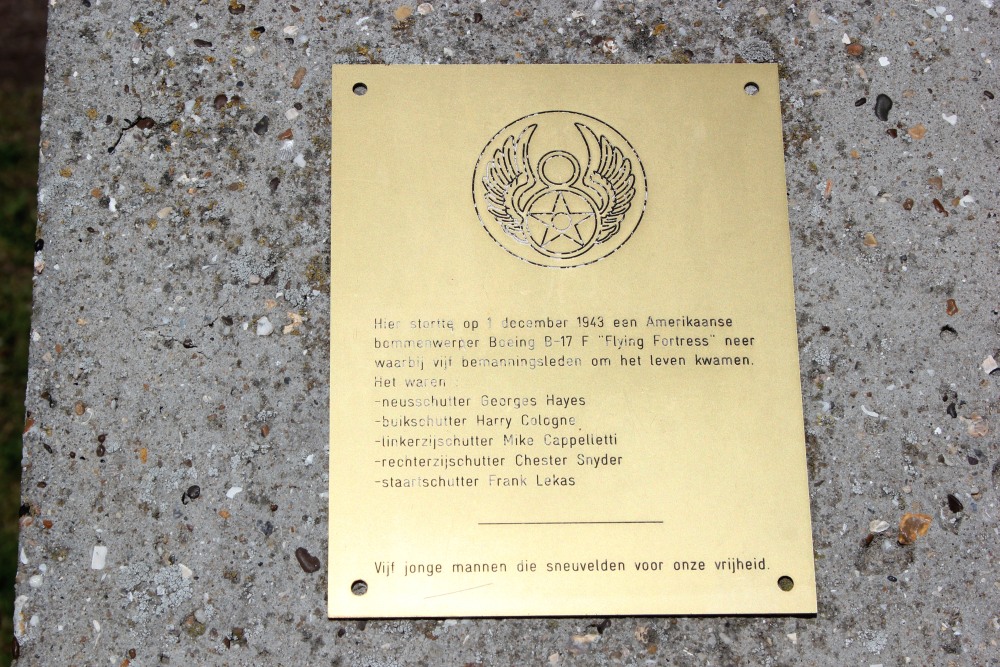 Hier stortte op 1 december 1943 een Amerikaanse
bommenwerper Boeing B-17 F "Flying Fortress" neer
waarbij vijf bemanningsleden om het leven kwamen.
Het waren :
-neusschutter Georges Hayes
-buikschutter Harry Cologne
-linkerzijschutter Mike Cappelletti
-rechterzijschutter Chester Snyder
-staartschutter Frank Lekas
Vijf jonge mannen die sneuvelden voor onze vrijheid.